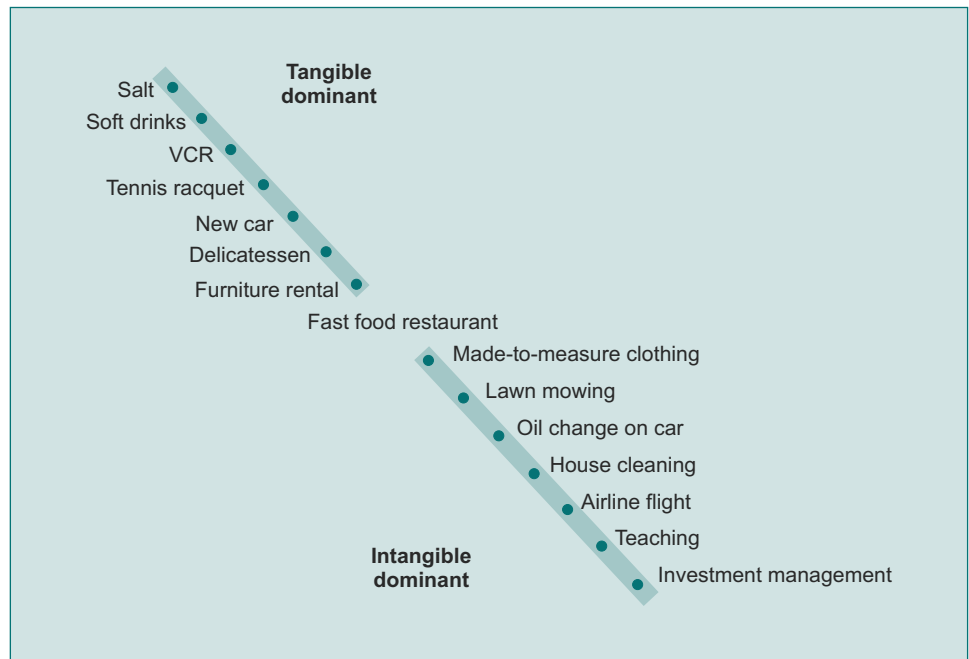 Tangible
dominant
Salt
Soft drinks
VCR
Tennis racquet
New car
Delicatessen
Furniture rental
Fast food restaurant
Made-to-measure clothing
Lawn mowing
Oil change on car
House cleaning
Airline flight
Teaching
Intangible
dominant
Investment management